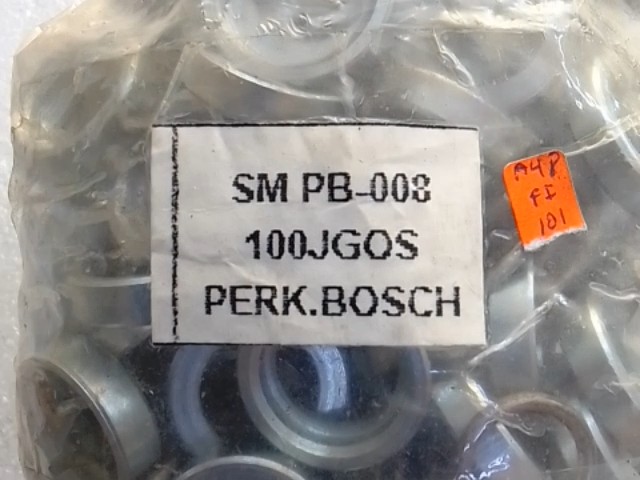 SM PB-008
100JGOS
PERK.BOSCH
A48
FI
101